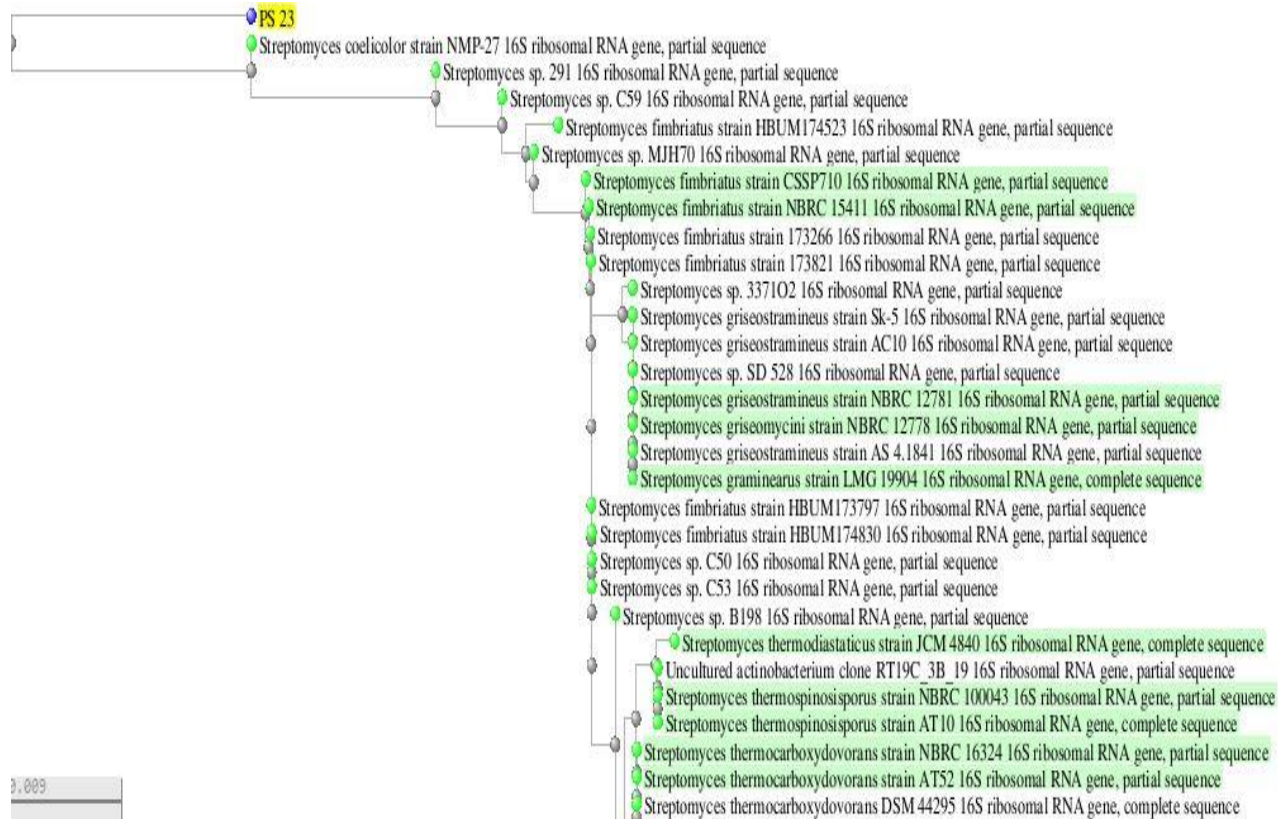 PS 23
Streptomyces coelicolor strain NMP-27 16S ribosomal RNA gene, partial sequence
Streptomyces sp. 291 16S ribosomal RNA gene, partial sequence
Streptomyces sp. C59 16S ribosomal RNA gene, partial sequence
Streptomyces fimbriatus strain HBUM174523 16S ribosomal RNA gene, partial sequence
Streptomyces sp. MJH70 16S ribosomal RNA gene, partial sequence
Streptomyces fimbriatus strain CSSP710 16S ribosomal RNA gene, partial sequence
Streptomyces fimbriatus strain NBRC 15411 16S ribosomal RNA gene, partial sequence
Streptomyces fimbriatus strain 173266 16S ribosomal RNA gene, partial sequence
Streptomyces fimbriatus strain 173821 16S ribosomal RNA gene, partial sequence
Streptomyces sp. 3371O2 16S ribosomal RNA gene, partial sequence
Streptomyces griseostramineus strain Sk-5 16S ribosomal RNA gene, partial sequence
Streptomyces griseostramineus strain AC10 16S ribosomal RNA gene, partial sequence
Streptomyces sp. SD 528 16S ribosomal RNA gene, partial sequence
Streptomyces griseostramineus strain NBRC 12781 16S ribosomal RNA gene, partial sequence
Streptomyces griseomycini strain NBRC 12778 16S ribosomal RNA gene, partial sequence
Streptomyces griseostramineus strain AS 4.1841 16S ribosomal RNA gene, partial sequence
Streptomyces graminearus strain LMG 19904 16S ribosomal RNA gene, complete sequence
Streptomyces fimbriatus strain HBUM173797 16S ribosomal RNA gene, partial sequence
Streptomyces fimbriatus strain HBUM174830 16S ribosomal RNA gene, partial sequence
Streptomyces sp. C50 16S ribosomal RNA gene, partial sequence
Streptomyces sp. C53 16S ribosomal RNA gene, partial sequence
Streptomyces sp. B198 16S ribosomal RNA gene, partial sequence
Streptomyces thermodiastaticus strain JCM 4840 16S ribosomal RNA gene, complete sequence
Uncultured actinobacterium clone RT19C_3B_19 16S ribosomal RNA gene, partial sequence
Streptomyces thermospinosisporus strain NBRC 100043 16S ribosomal RNA gene, partial sequence
Streptomyces thermospinosisporus strain AT10 16S ribosomal RNA gene, complete sequence
Streptomyces thermocarboxydovorans strain NBRC 16324 16S ribosomal RNA gene, partial sequence
Streptomyces thermocarboxydovorans strain AT52 16S ribosomal RNA gene, partial sequence
0.009
Streptomyces thermocarboxydovorans DSM 44295 16S ribosomal RNA gene, complete sequence